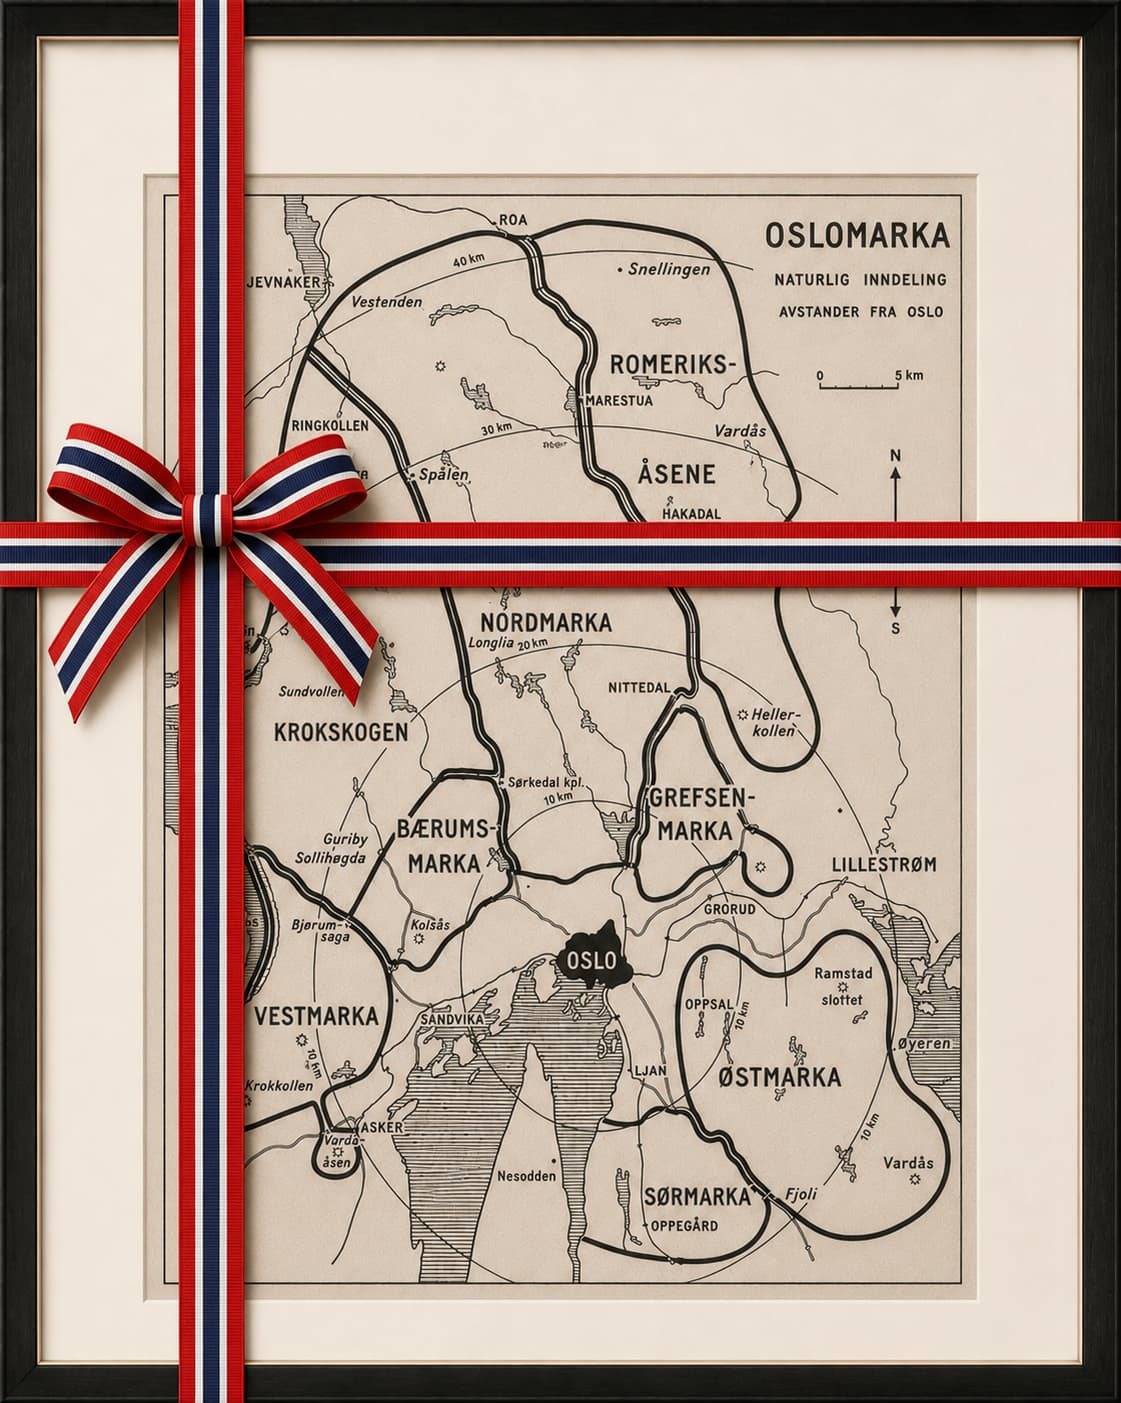 ROA
OSLOMARKA
NATURLIG INNDELING
AVSTANDER FRA OSLO
40 km
Snellingen
JEVNAKER
Vestenden
ROMERIKS-
0 5 km
MARESTUA
RINGKOLLEN
30 km
Vardås
N
Spålen
ÅSENE
HAKADAL
NORDMARKA
S
Longlia 20 km
Sundvollen
NITTEDAL
KROKSKOGEN
Heller-
kollen
Sørkedal kpl.
10 km
GREFSEN-
MARKA
BÆRUMS-
MARKA
Guriby
Sollihøgda
LILLESTRØM
GRORUD
Bjørum-
saga
Kolsås
OSLO
Ramstad
slottet
OPPSAL
10 km
VESTMARKA
SANDVIKA
Øyeren
10 km
LJAN
ØSTMARKA
Krokkollen
ASKER
10 km
Varda-
åsen
Nesodden
Vardås
SØRMARKA
Fjoli
OPPEGÅRD